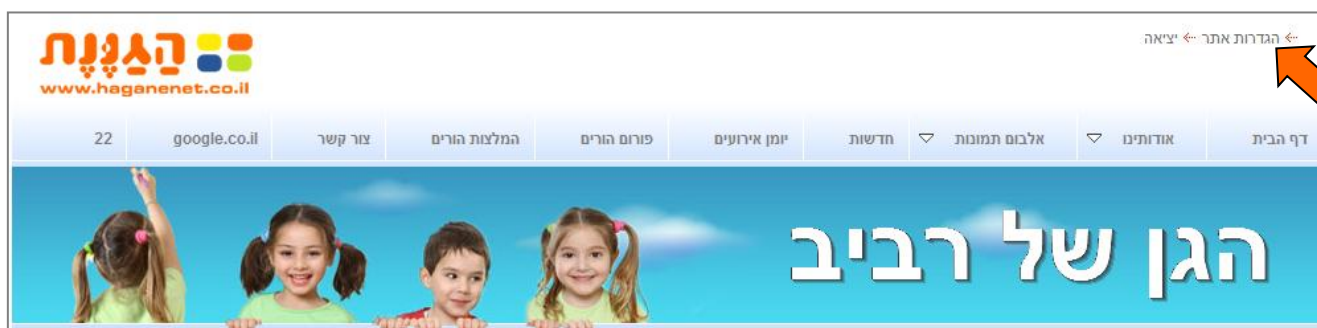 הגדרות אתר יציאה
הַגַנֶנֶת
www.haganenet.co.il
דף הבית אודותינו אלבום תמונות חדשות יומן אירועים פורום הורים המלצות הורים צור קשר google.co.il 22
הגן של רביב